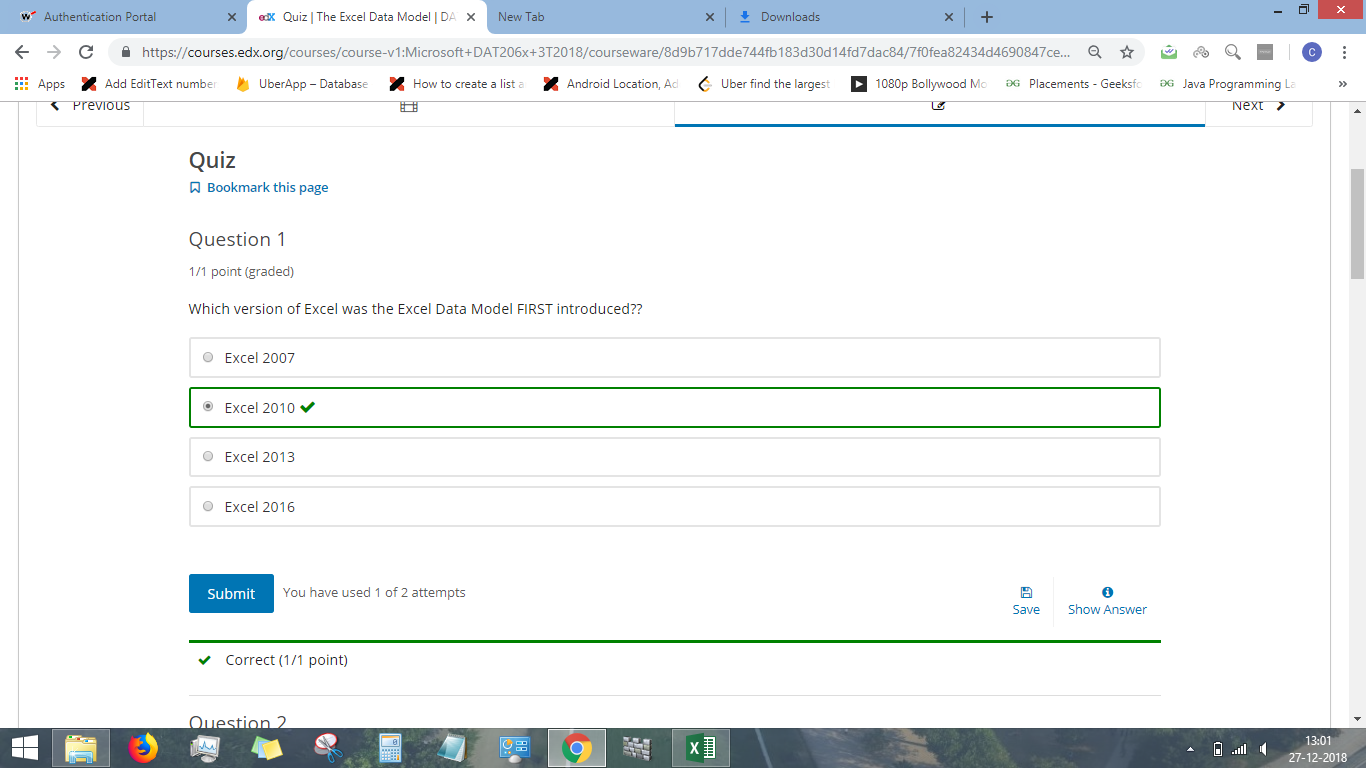 Authentication Portal
edX Quiz | The Excel Data Model | DA
New Tab
Downloads
https://courses.edx.org/courses/course-v1:Microsoft+DAT206x+3T2018/courseware/8d9b717dde744fb183d30d14fd7dac84/7f0fea82434d4690847ce...
C
Apps
Add EditText number
UberApp – Database
How to create a list a
Android Location, Ad
Uber find the largest
1080p Bollywood Mo
Placements - Geeksfo
Java Programming La
»
Previous
Next
Quiz
Bookmark this page
Question 1
1/1 point (graded)
Which version of Excel was the Excel Data Model FIRST introduced??
Excel 2007
Excel 2010
Excel 2013
Excel 2016
Submit
You have used 1 of 2 attempts
Save
Show Answer
Correct (1/1 point)
Question 2
13:01
27-12-2018